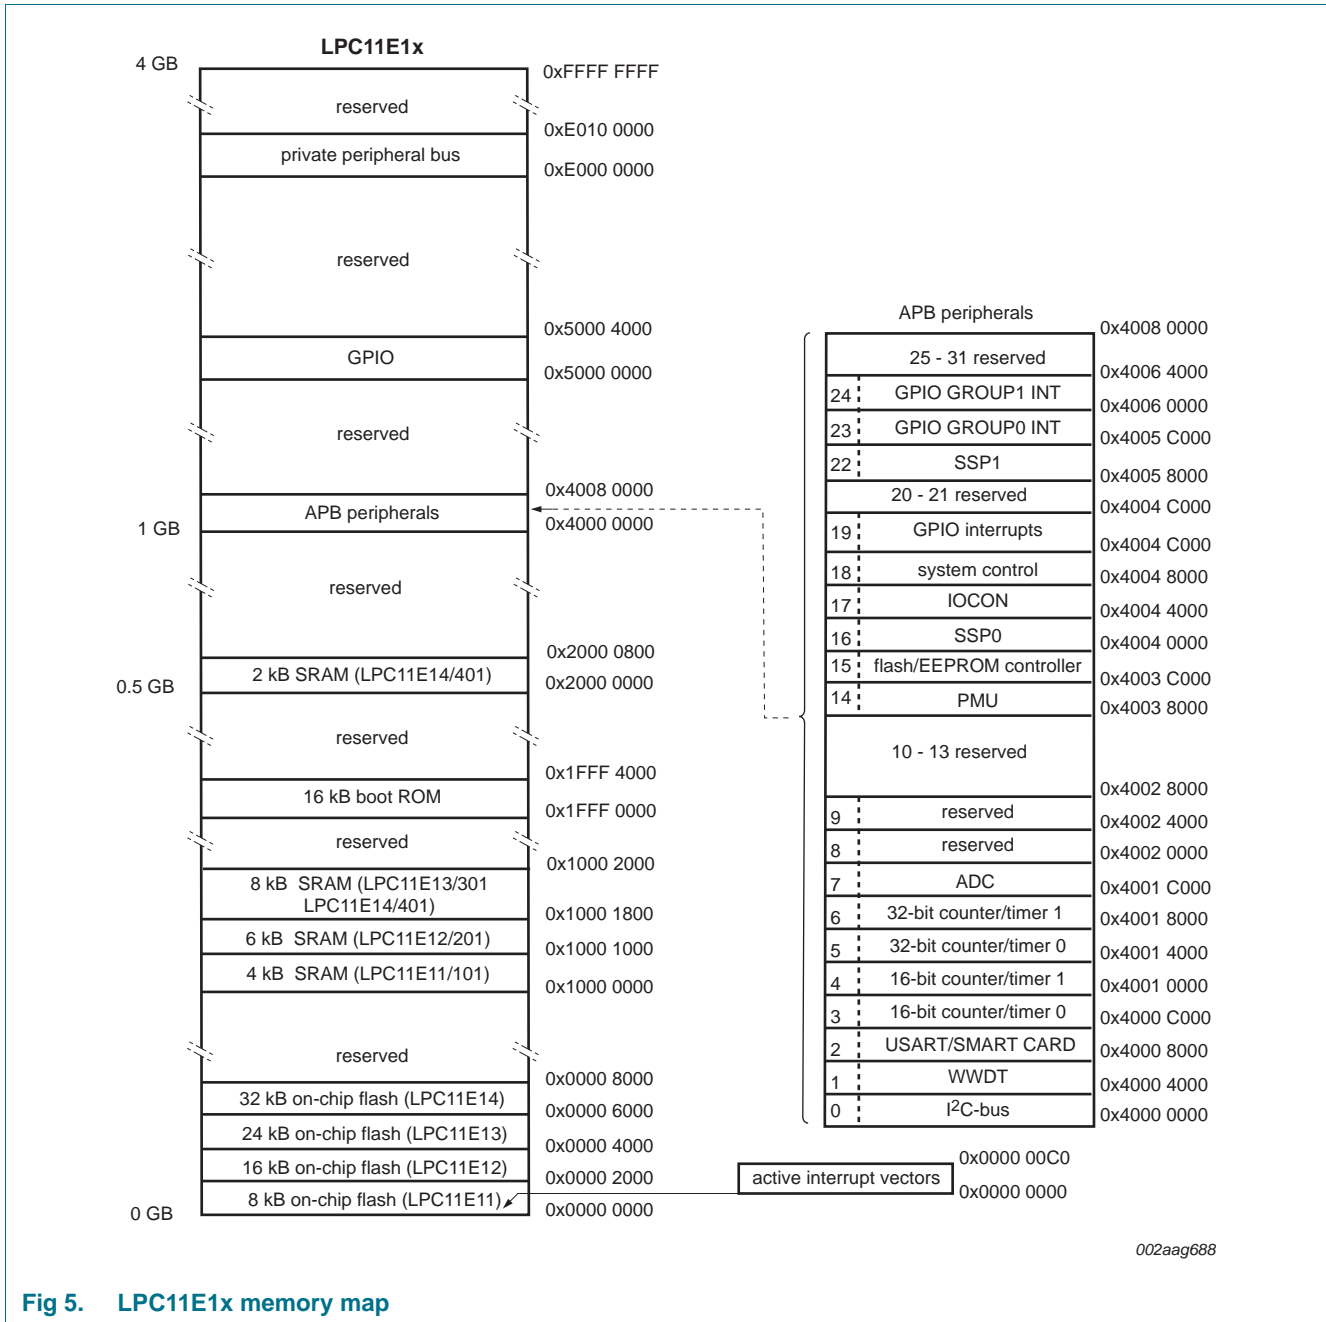 LPC11E1x
4 GB
0xFFFF FFFF
reserved
0xE010 0000
private peripheral bus
0xE000 0000
reserved
0x5000 4000
GPIO
0x5000 0000
reserved
0x4008 0000
APB peripherals
1 GB
0x4000 0000
reserved
0x2000 0800
2 kB SRAM (LPC11E14/401)
0.5 GB
0x2000 0000
reserved
0x1FFF 4000
16 kB boot ROM
0x1FFF 0000
reserved
0x1000 2000
8 kB SRAM (LPC11E13/301
LPC11E14/401)
0x1000 1800
6 kB SRAM (LPC11E12/201)
0x1000 1000
4 kB SRAM (LPC11E11/101)
0x1000 0000
reserved
0x0000 8000
32 kB on-chip flash (LPC11E14)
0x0000 6000
24 kB on-chip flash (LPC11E13)
0x0000 4000
16 kB on-chip flash (LPC11E12)
0x0000 2000
8 kB on-chip flash (LPC11E11)
0 GB
0x0000 0000
APB peripherals
0x4008 0000
25 - 31 reserved
0x4006 4000
24 GPIO GROUP1 INT
0x4006 0000
23 GPIO GROUP0 INT
0x4005 C000
22 SSP1
0x4005 8000
20 - 21 reserved
0x4004 C000
19 GPIO interrupts
0x4004 C000
18 system control
0x4004 8000
17 IOCON
0x4004 4000
16 SSP0
0x4004 0000
15 flash/EEPROM controller
0x4003 C000
14 PMU
0x4003 8000
10 - 13 reserved
0x4002 8000
9 reserved
0x4002 4000
8 reserved
0x4002 0000
7 ADC
0x4001 C000
6 32-bit counter/timer 1
0x4001 8000
5 32-bit counter/timer 0
0x4001 4000
4 16-bit counter/timer 1
0x4001 0000
3 16-bit counter/timer 0
0x4000 C000
2 USART/SMART CARD
0x4000 8000
1 WWDT
0x4000 4000
0 I2C-bus
0x4000 0000
0x0000 00C0
active interrupt vectors
0x0000 0000
002aag688
Fig 5. LPC11E1x memory map